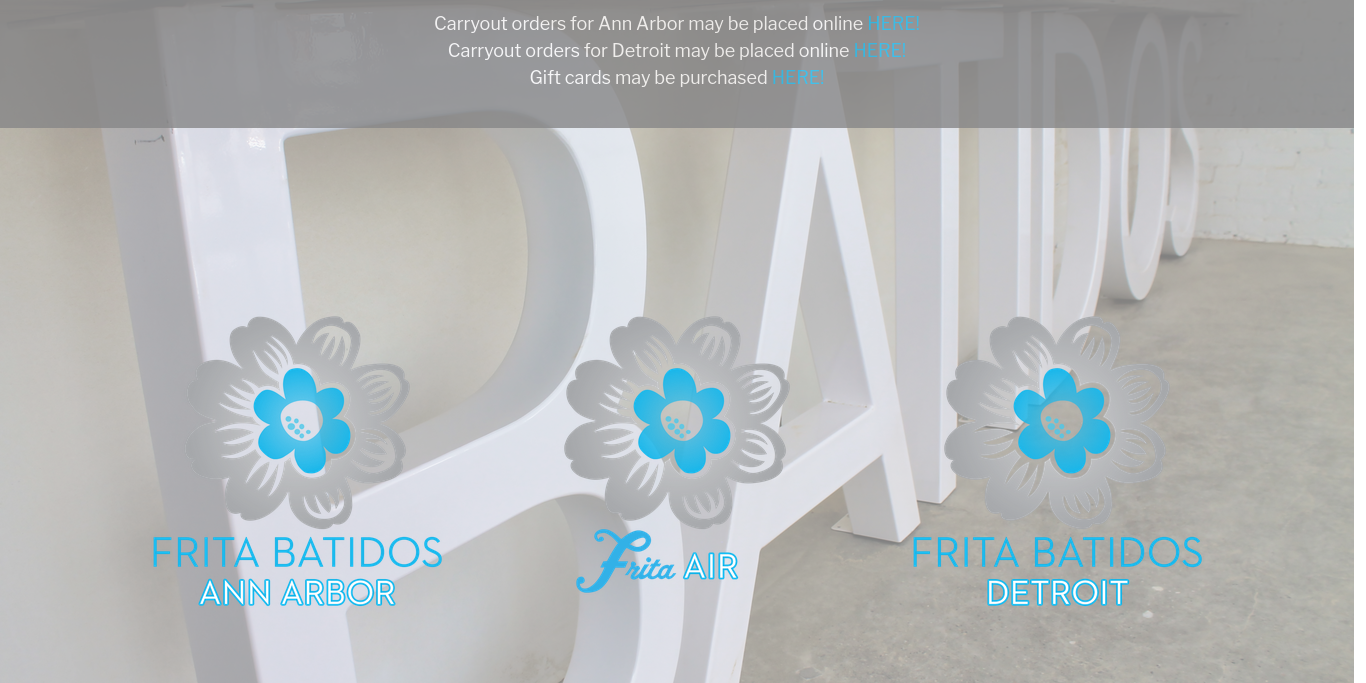 Carryout orders for Ann Arbor may be placed online HERE!
Carryout orders for Detroit may be placed online HERE!
Gift cards may be purchased HERE!
BATIDOS
FRITA BATIDOS
ANN ARBOR
Frita AIR
FRITA BATIDOS
DETROIT